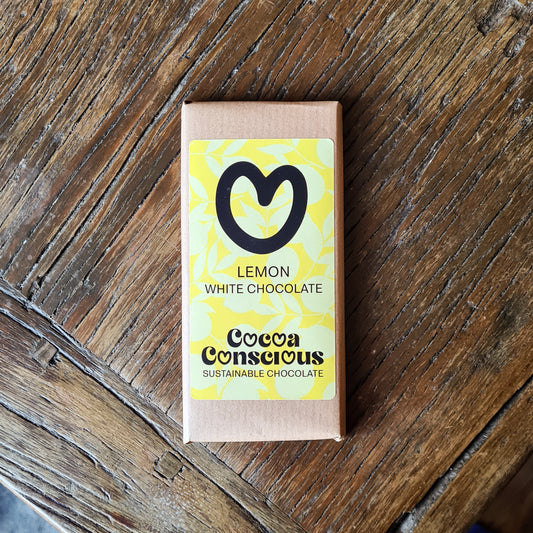 LEMON
WHITE CHOCOLATE
Cocoa
Conscious
SUSTAINABLE CHOCOLATE